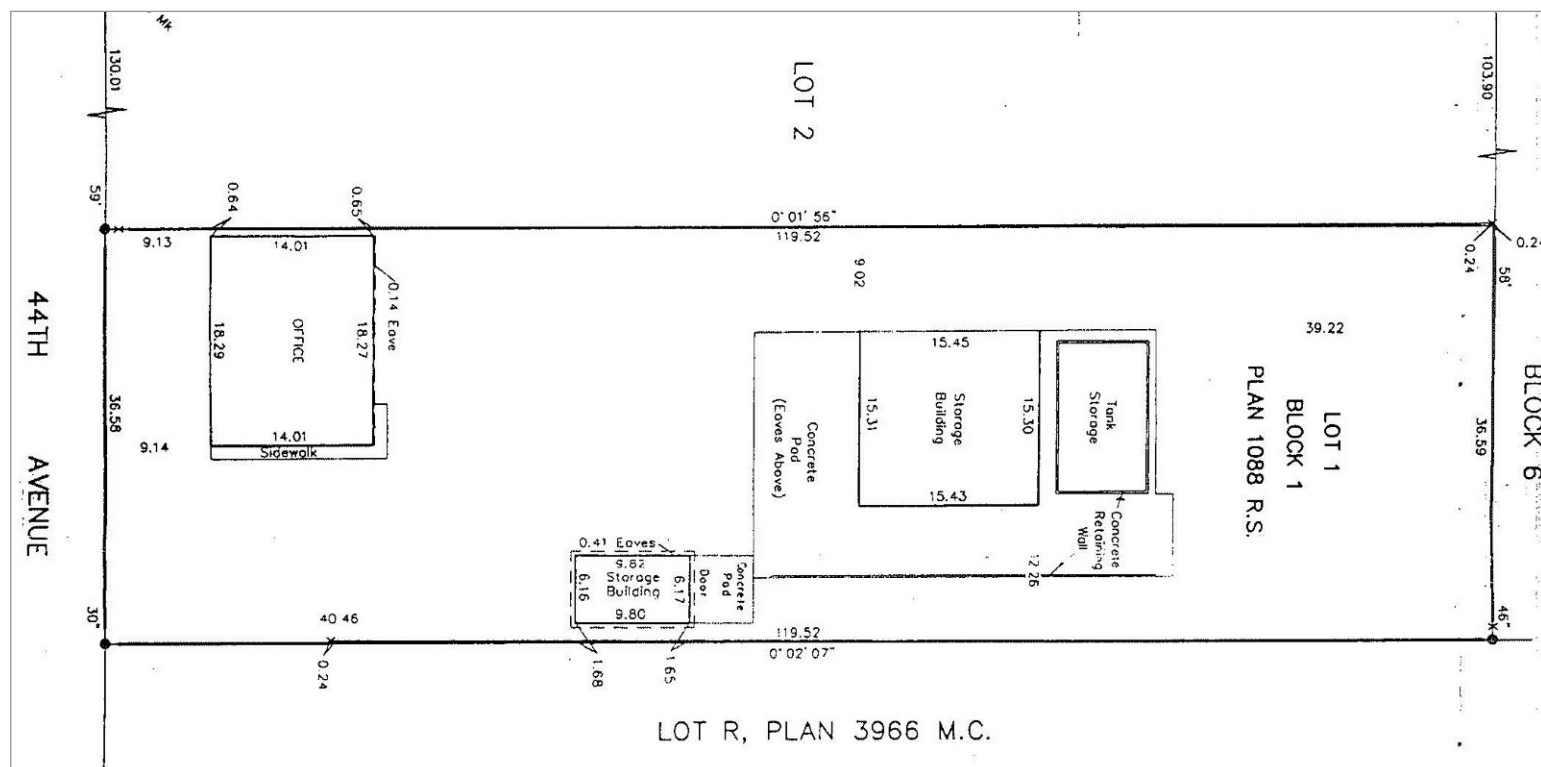 Mk
130.01
LOT 2
103.90
59'
0.64
0.65
0° 01' 56"
119.52
0.24
0.24
58'
9.13
14.01
9.02
0.14 Eave
18.29
OFFICE
18.27
39.22
44TH AVENUE
36.58
15.45
15.31
Storage
Building
15.30
15.43
Tank
Storage
Concrete
Pad
(Eaves Above)
LOT 1
BLOCK 1
PLAN 1088 R.S.
36.59
BLOCK 6
9.14
14.01
Sidewalk
Concrete
Retaining
Wall
12.26
0.41 Eaves
9.82
6.16
Storage
Building
6.17
9.80
Door
Concrete
Pad
30"
40.46
0.24
119.52
0° 02' 07"
46"
1.68
1.65
LOT R, PLAN 3966 M.C.